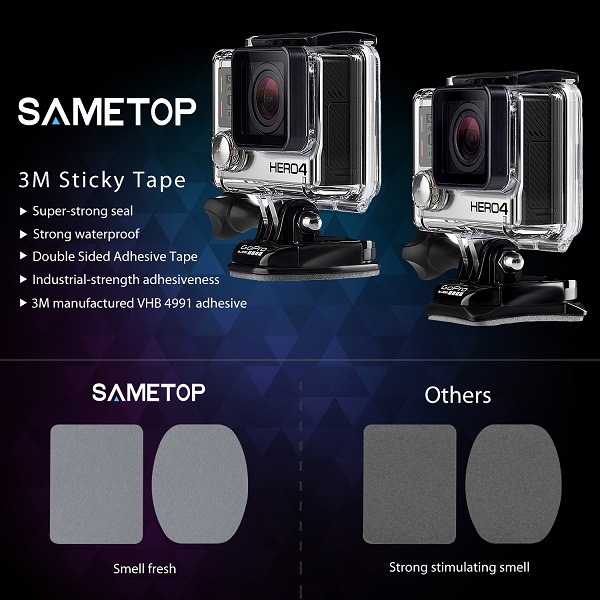 SAMETOP
3M Sticky Tape
Super-strong seal
Strong waterproof
Double Sided Adhesive Tape
Industrial-strength adhesiveness
3M manufactured VHB 4991 adhesive
HERO4
GoPro
HERO4
GoPro
SAMETOP
Others
Smell fresh
Strong stimulating smell